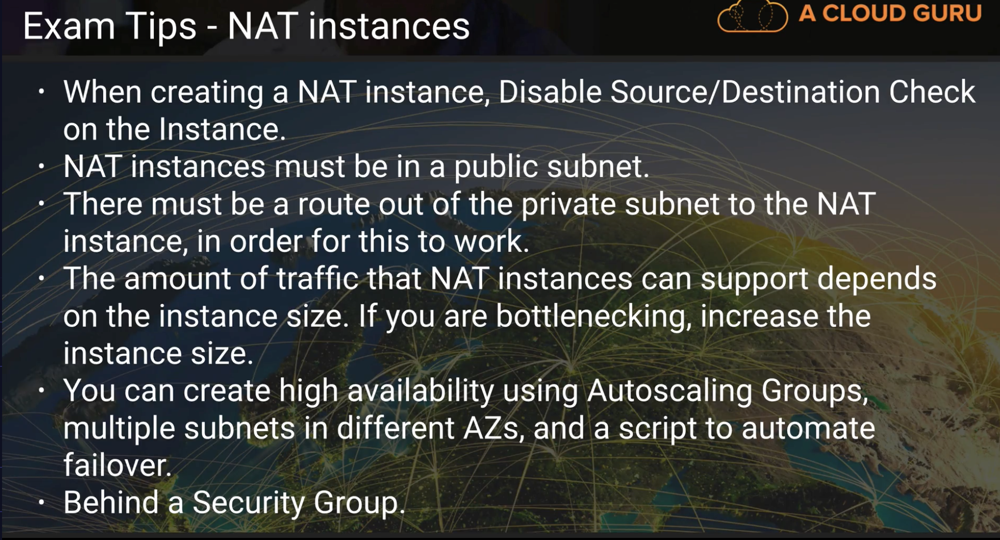 Exam Tips - NAT instances
A CLOUD GURU
• When creating a NAT instance, Disable Source/Destination Check
on the Instance.
• NAT instances must be in a public subnet.
• There must be a route out of the private subnet to the NAT
instance, in order for this to work.
• The amount of traffic that NAT instances can support depends
on the instance size. If you are bottlenecking, increase the
instance size.
• You can create high availability using Autoscaling Groups,
multiple subnets in different AZs, and a script to automate
failover.
• Behind a Security Group.